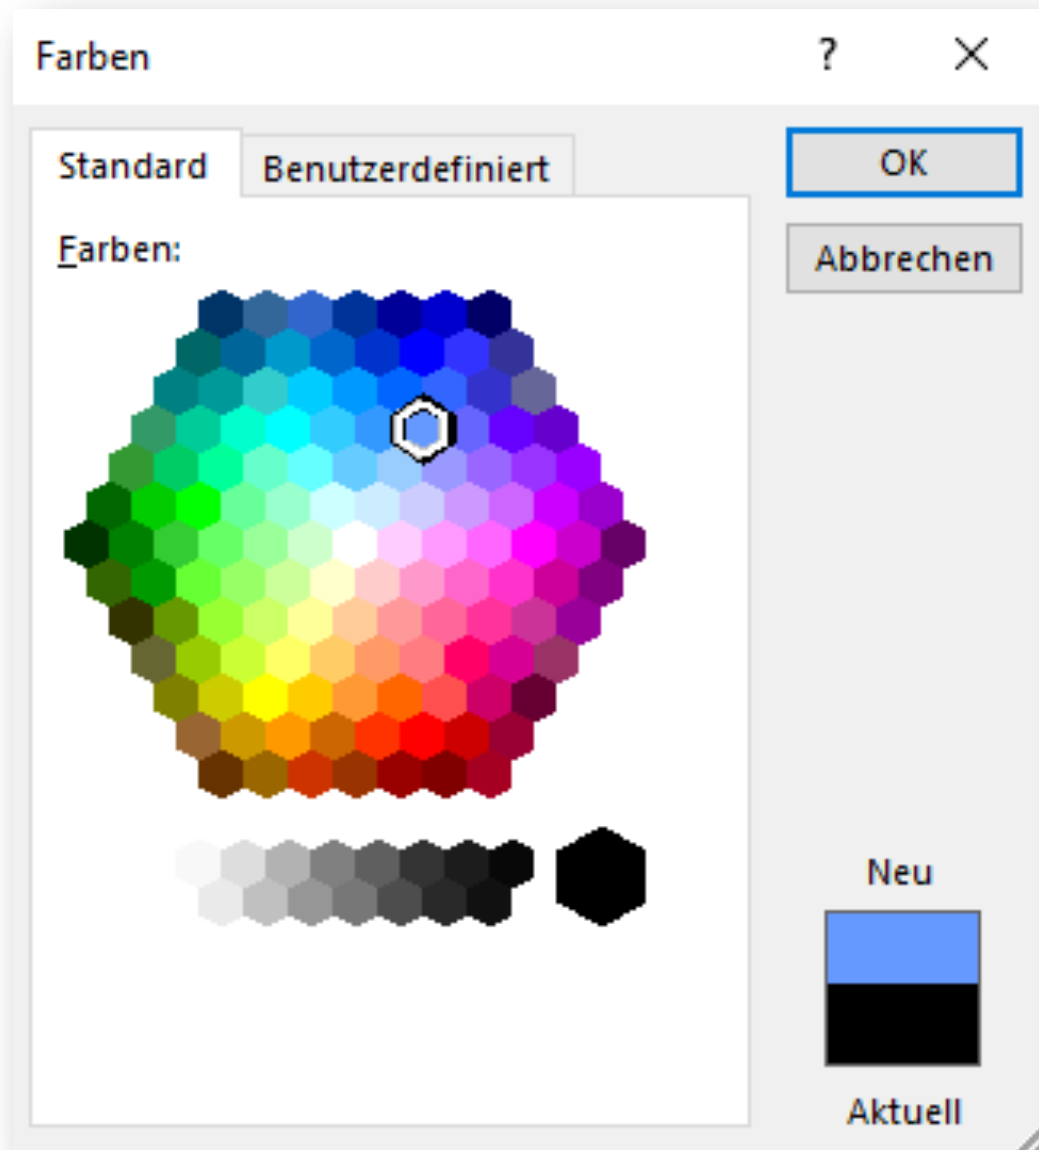 Farben ?
Standard Benutzerdefiniert
OK
Abbrechen
Farben:
Neu
Aktuell